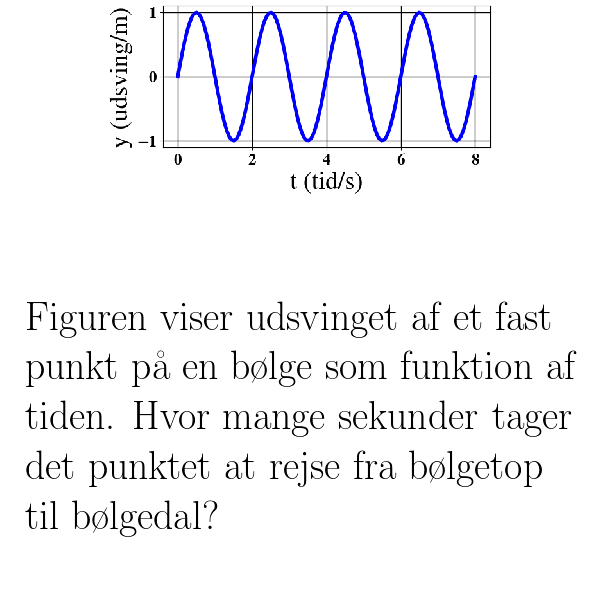 1
0
−1
y (udsving/m)
0 2 4 6 8
t (tid/s)
Figuren viser udsvinget af et fast
punkt på en bølge som funktion af
tiden. Hvor mange sekunder tager
det punktet at rejse fra bølgetop
til bølgedal?